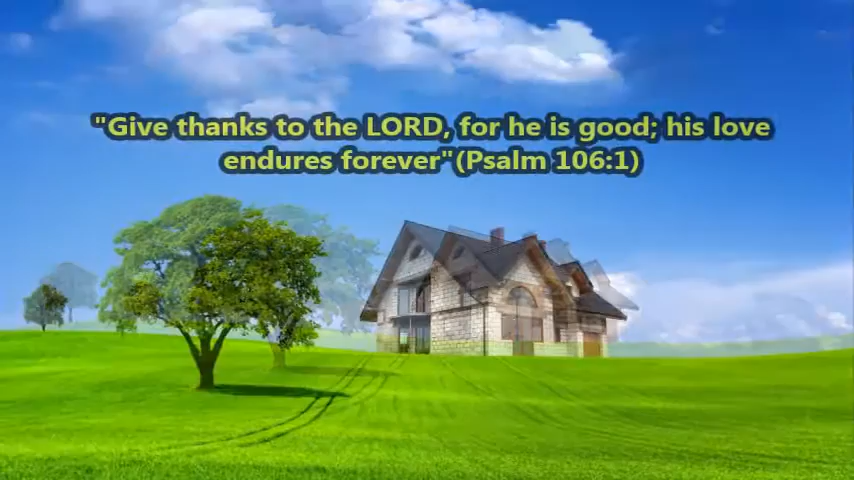 "Give thanks to the LORD, for he is good; his love
endures forever"(Psalm 106:1)